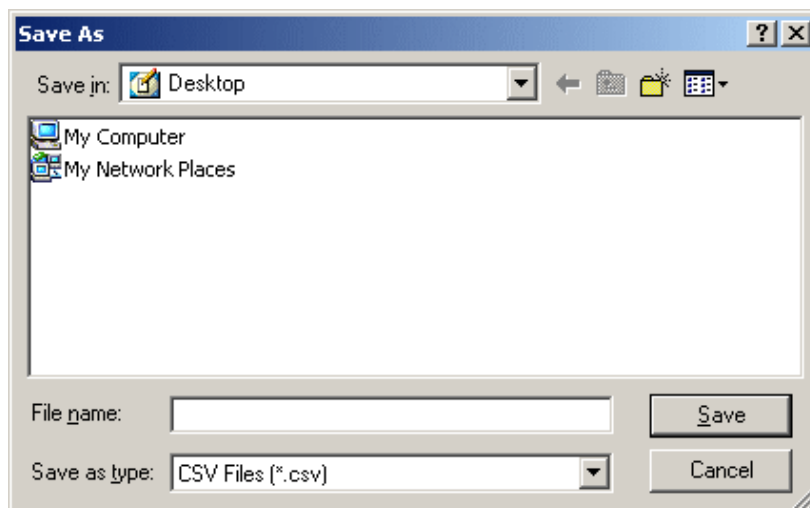 Save As
Save in: Desktop
My Computer
My Network Places
File name: Save
Save as type: CSV Files (*.csv) Cancel